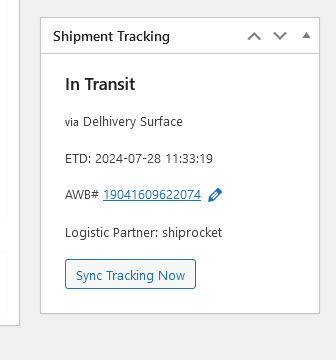 Shipment Tracking
In Transit
via Delhivery Surface
ETD: 2024-07-28 11:33:19
AWB# 19041609622074
Logistic Partner: shiprocket
Sync Tracking Now